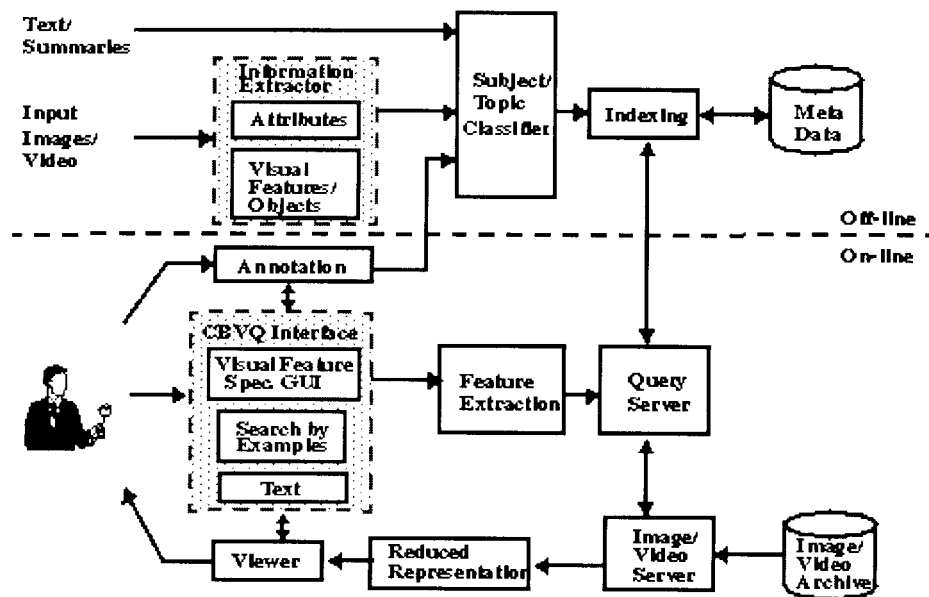 Text/
Summaries
Input
Images/
Video
Information
Extractor
Attributes
Visual
Features/
Objects
Subject/
Topic
Classifier
Indexing
Meta
Data
Off-line
On-line
Annotation
CBVQ Interface
Visual Feature
Spec. GUI
Search by
Examples
Text
Feature
Extraction
Query
Server
Viewer
Reduced
Representation
Image/
Video
Server
Image/
Video
Archive